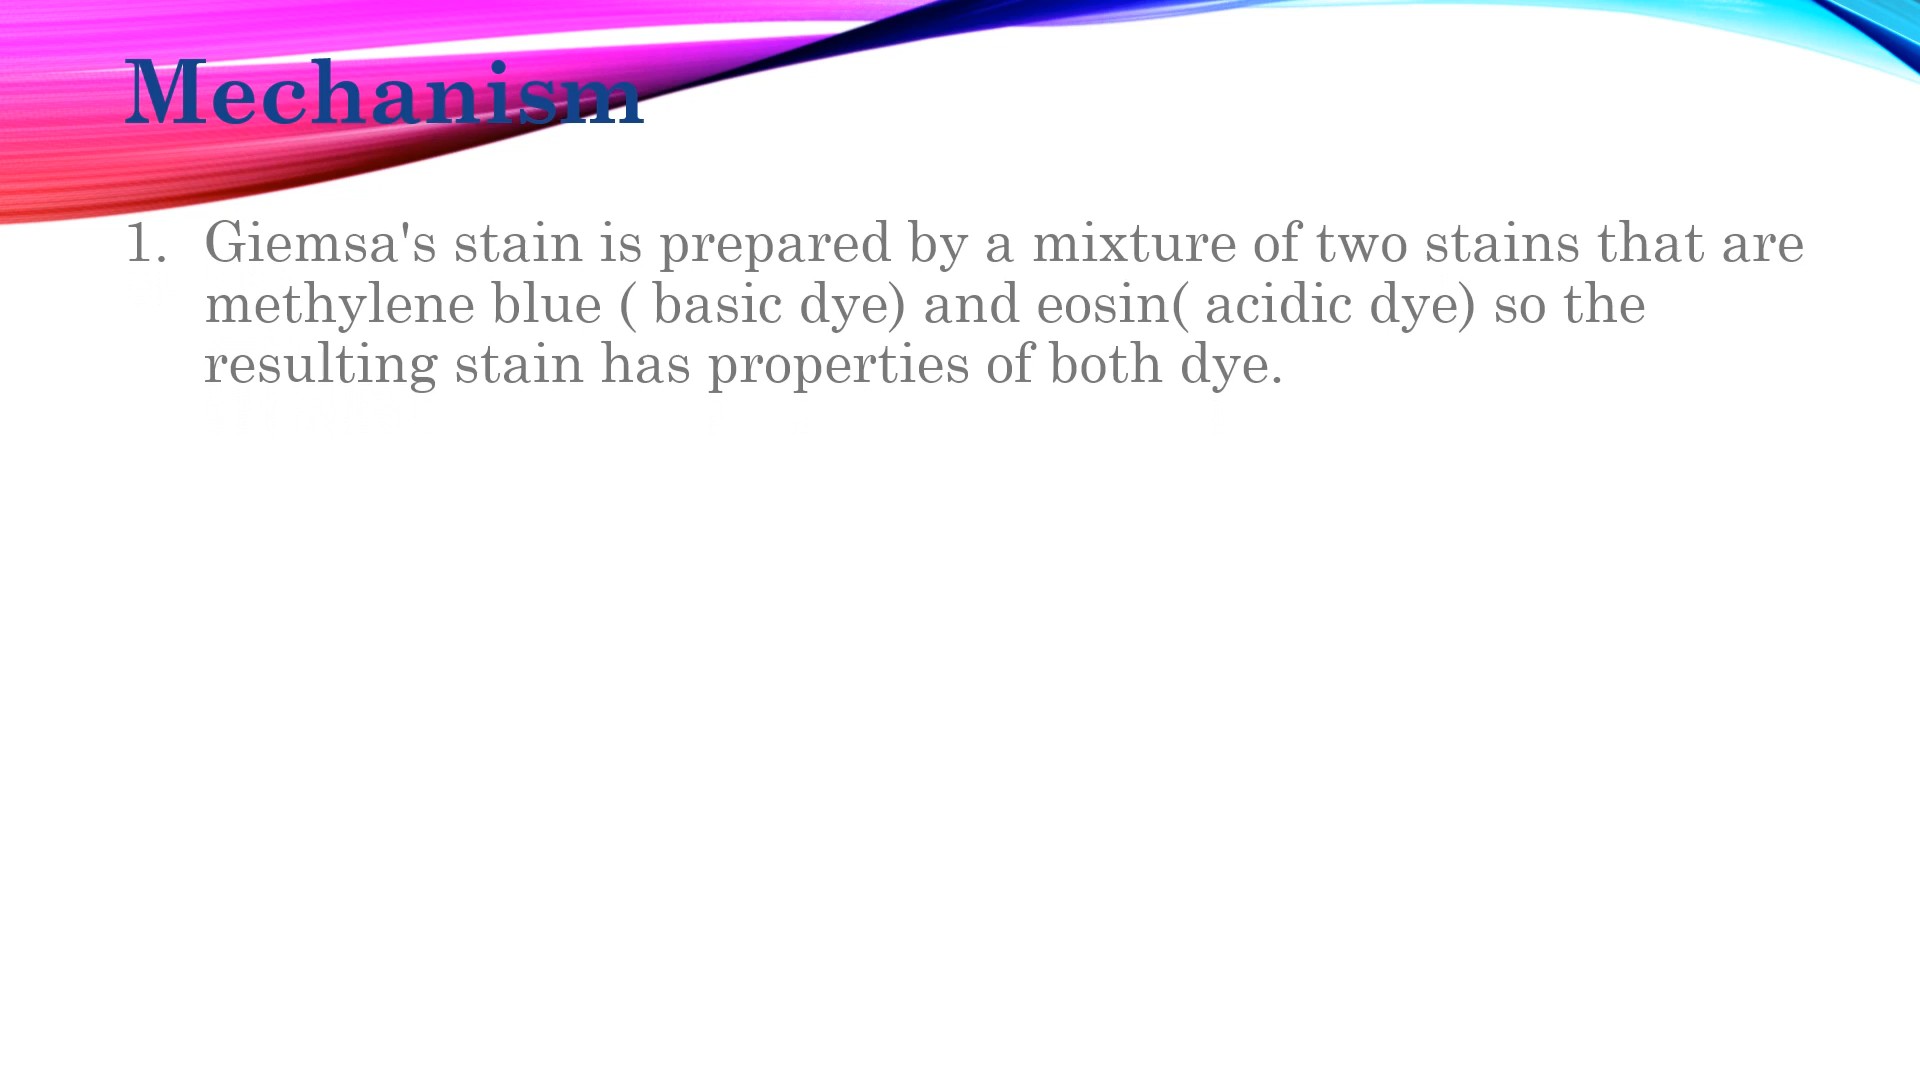 Mechanism
1. Giemsa's stain is prepared by a mixture of two stains that are
methylene blue ( basic dye) and eosin( acidic dye) so the
resulting stain has properties of both dye.